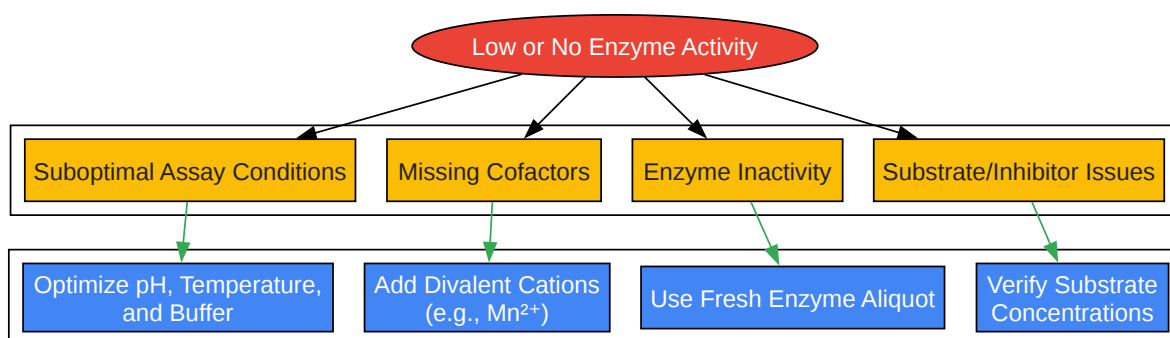 Low or No Enzyme Activity
Suboptimal Assay Conditions
Missing Cofactors
Enzyme Inactivity
Substrate/Inhibitor Issues
Optimize pH, Temperature,
and Buffer
Add Divalent Cations
(e.g., Mn²⁺)
Use Fresh Enzyme Aliquot
Verify Substrate
Concentrations